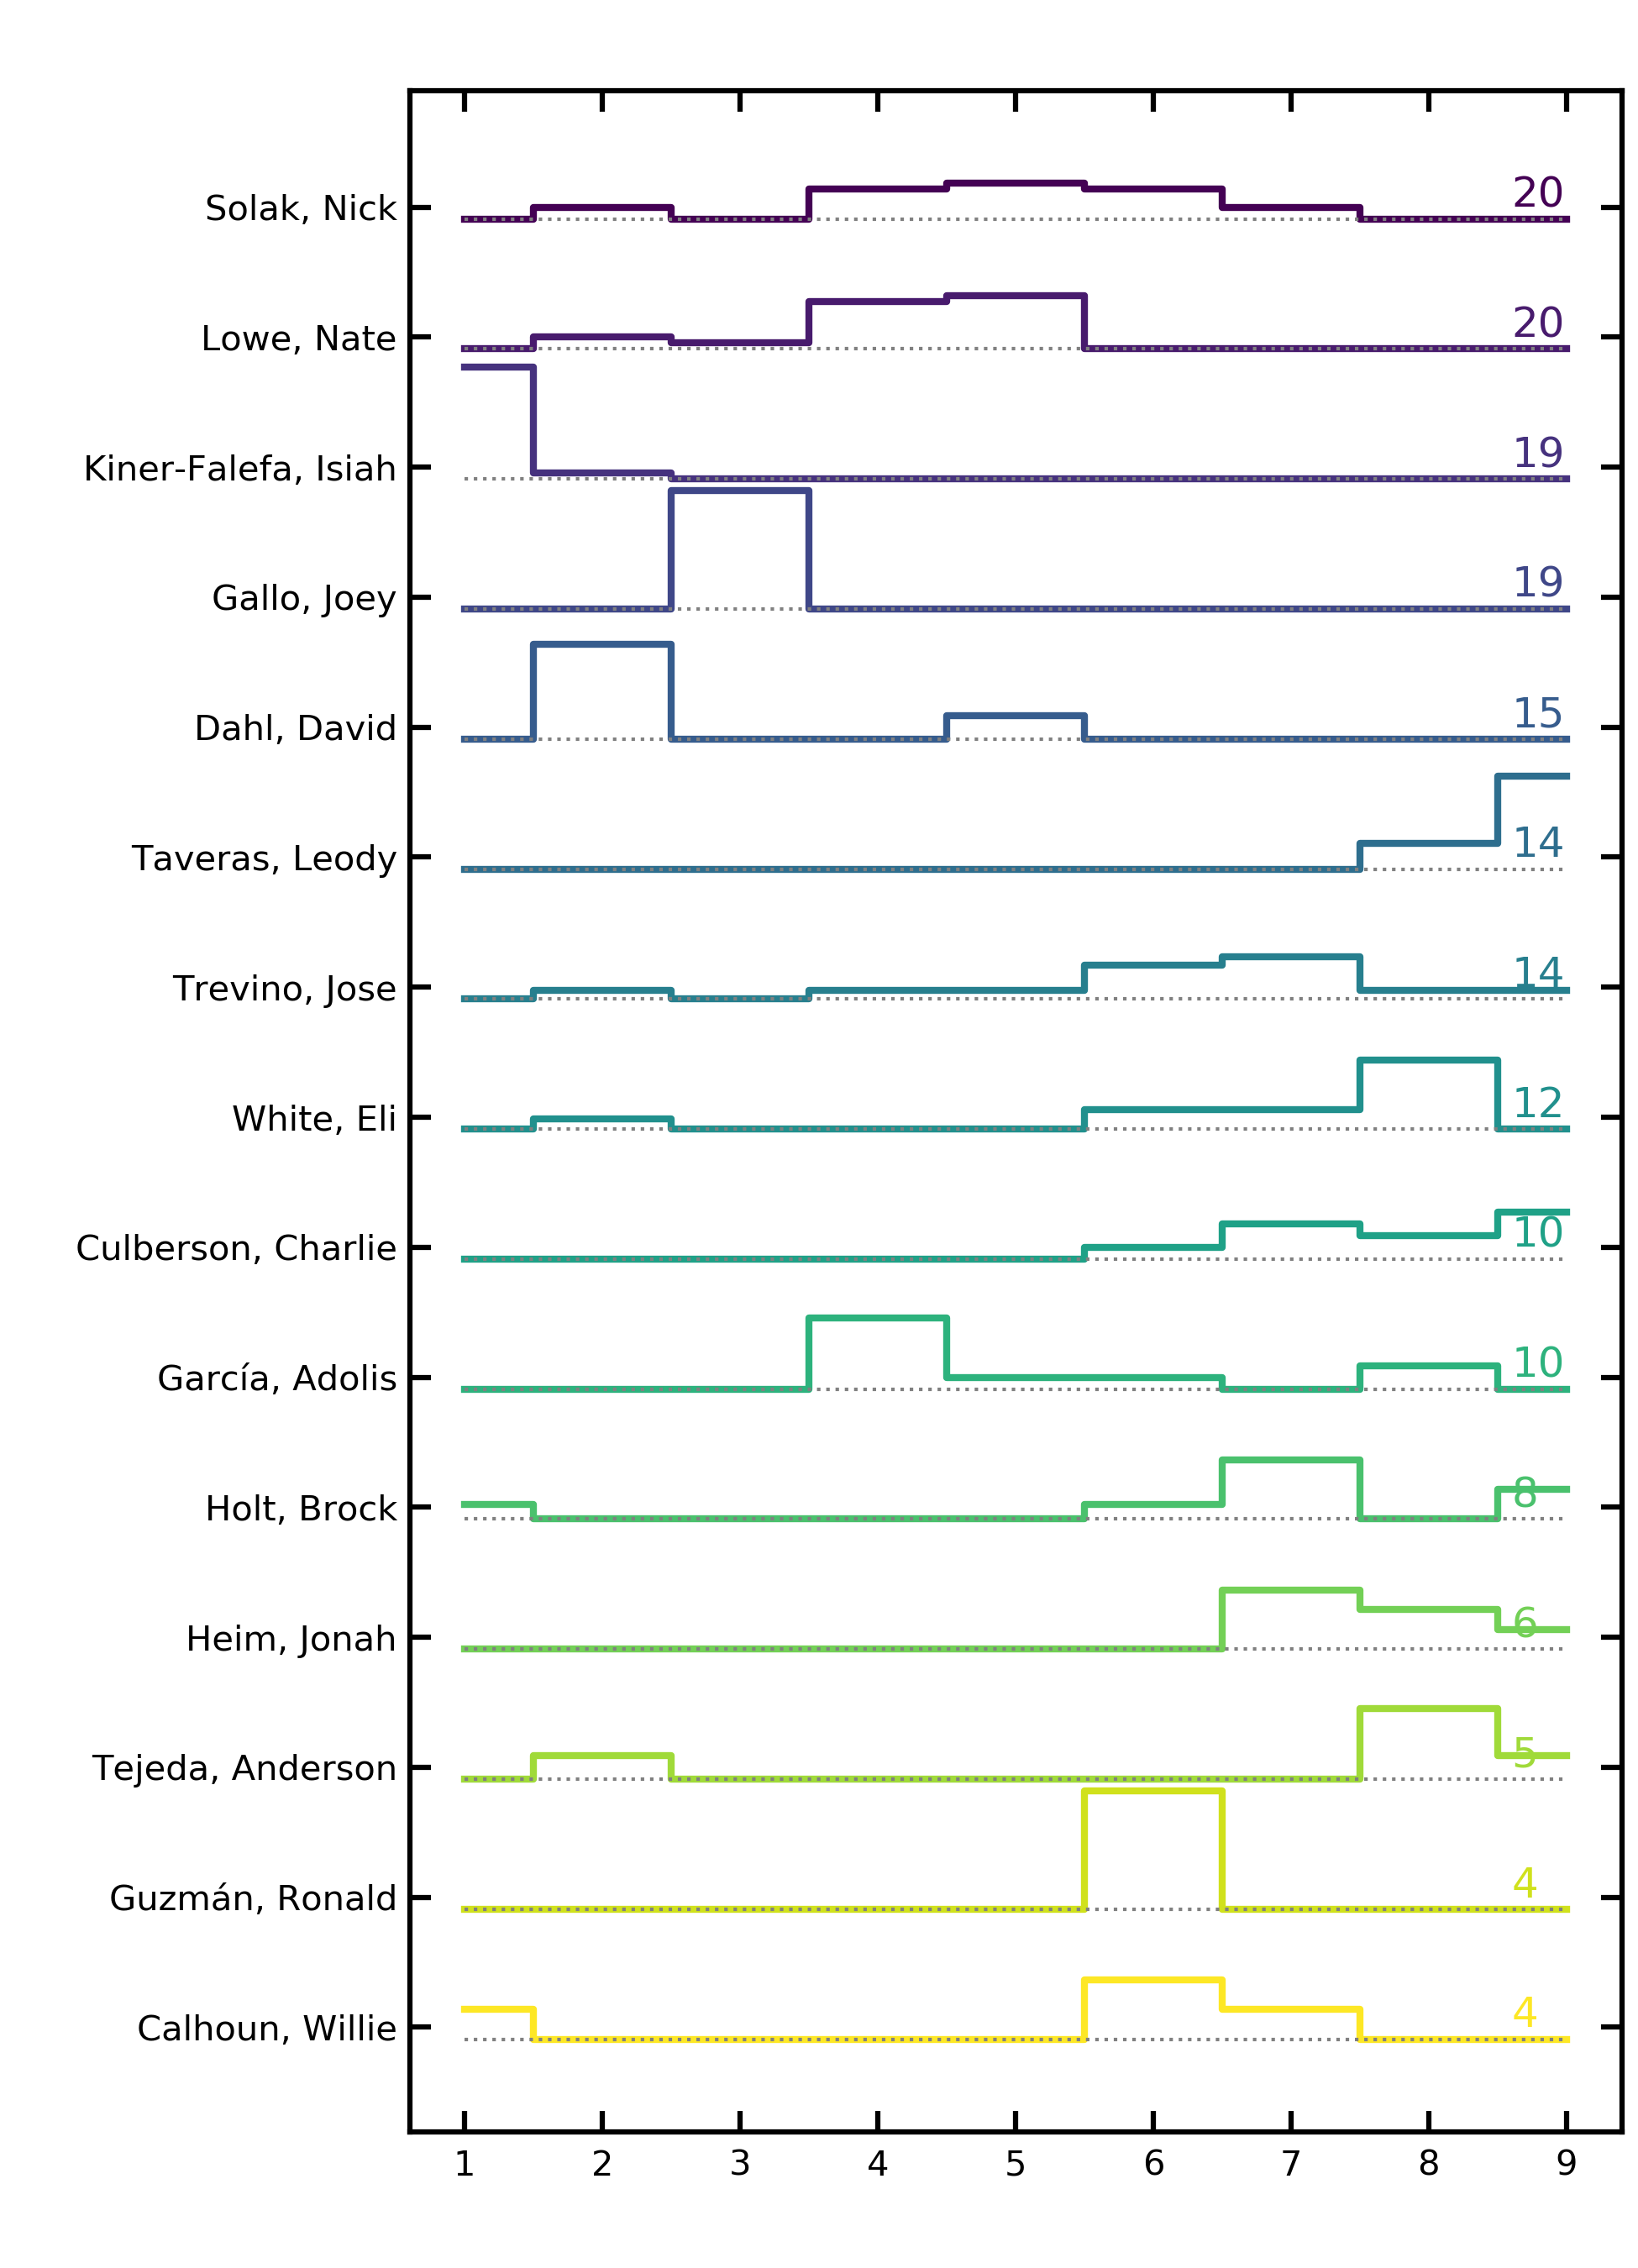 Solak, Nick 20
Lowe, Nate 20
Kiner-Falefa, Isiah 19
Gallo, Joey 19
Dahl, David 15
Taveras, Leody 14
Trevino, Jose 14
White, Eli 12
Culberson, Charlie 10
García, Adolis 10
Holt, Brock 8
Heim, Jonah 6
Tejeda, Anderson 5
Guzmán, Ronald 4
Calhoun, Willie 4
1 2 3 4 5 6 7 8 9